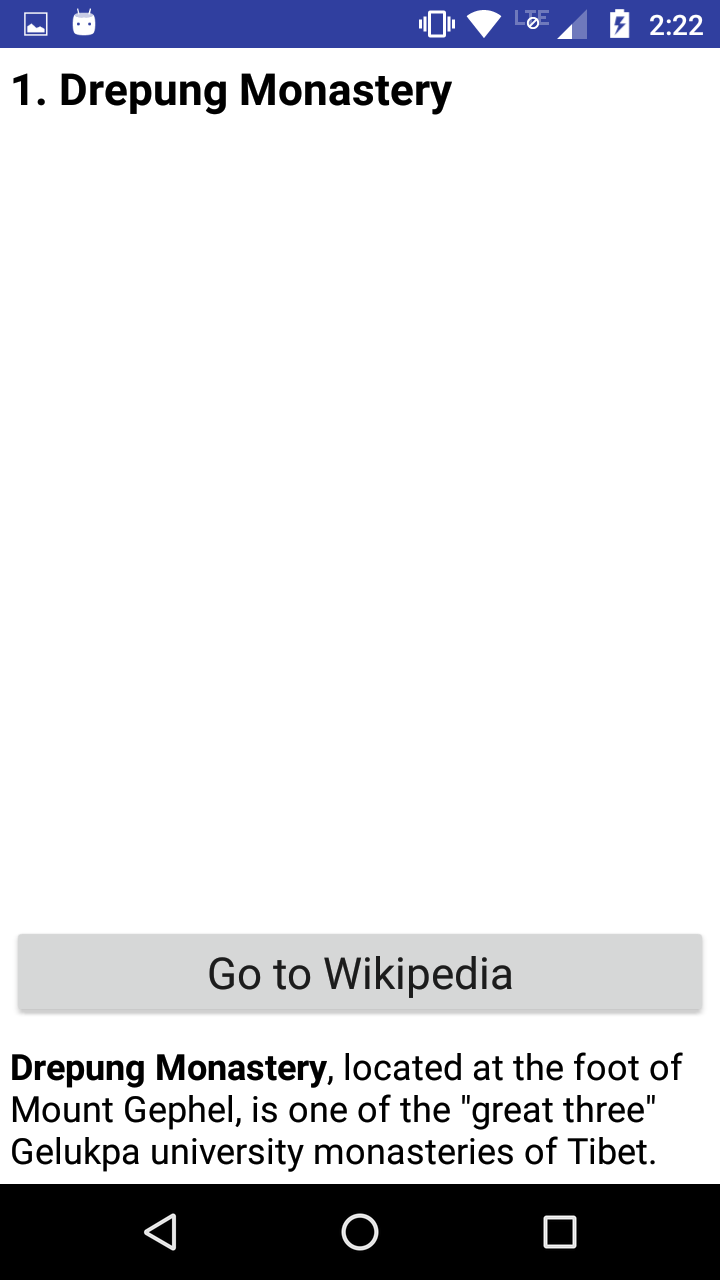 LTE 2:22
1. Drepung Monastery
Go to Wikipedia
Drepung Monastery, located at the foot of
Mount Gephel, is one of the "great three"
Gelukpa university monasteries of Tibet.